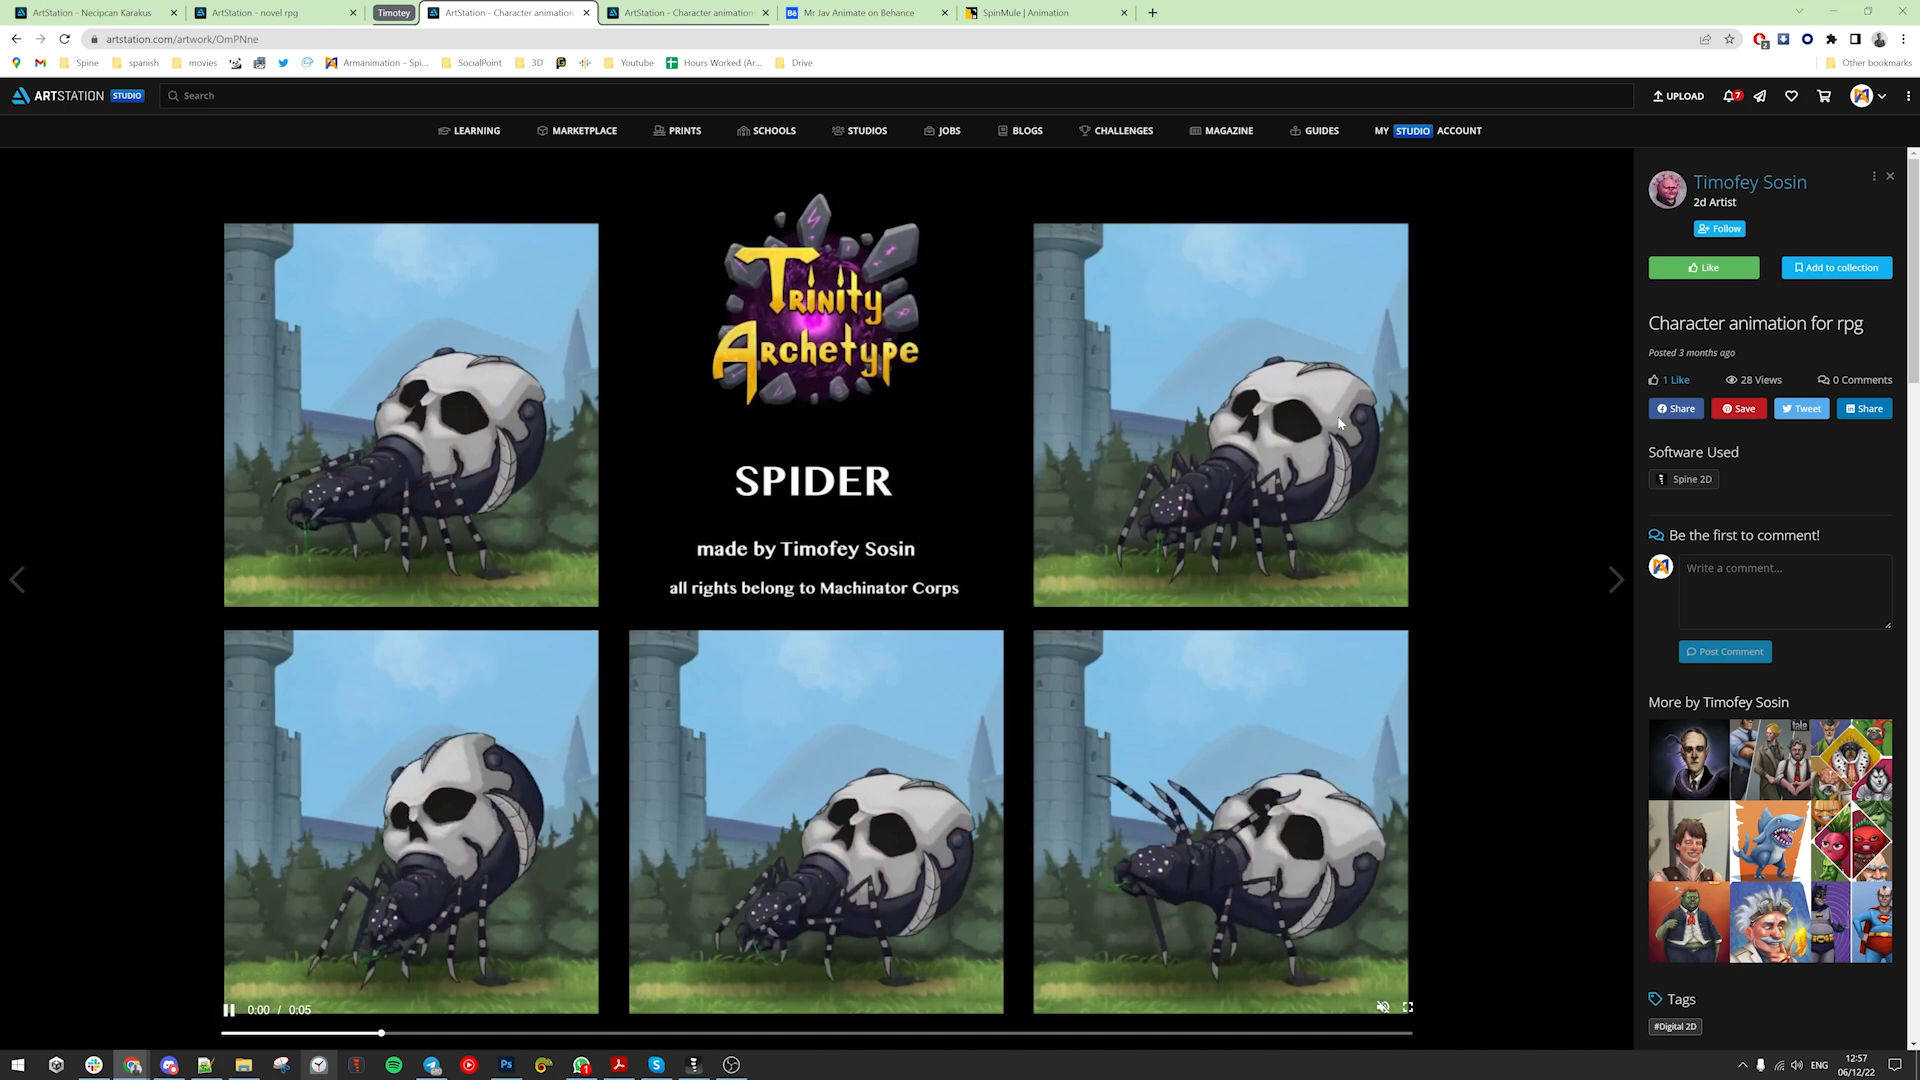 ArtStation - Necipcan Karakus
ArtStation - novel rpg
Timotey
ArtStation - Character animation
ArtStation - Character animation
Mr Jav Animate on Behance
SpinMule | Animation
artstation.com/artwork/OmPNne
Spine
spanish
movies
Armanimation – Spi...
SocialPoint
3D
Youtube
Hours Worked (Ar...
Drive
Other bookmarks
ARTSTATION STUDIO
Search
UPLOAD
7
LEARNING
MARKETPLACE
PRINTS
SCHOOLS
STUDIOS
JOBS
BLOGS
CHALLENGES
MAGAZINE
GUIDES
MY STUDIO ACCOUNT
TRINITY
ARCHETYPE
SPIDER
made by Timofey Sosin
all rights belong to Machinator Corps
0:00 / 0:05
Timofey Sosin
2d Artist
Follow
Like
Add to collection
Character animation for rpg
Posted 3 months ago
1 Like
28 Views
0 Comments
Share
Save
Tweet
Share
Software Used
Spine 2D
Be the first to comment!
Write a comment...
Post Comment
More by Timofey Sosin
Tags
#Digital 2D
ENG
12:57
06/12/22